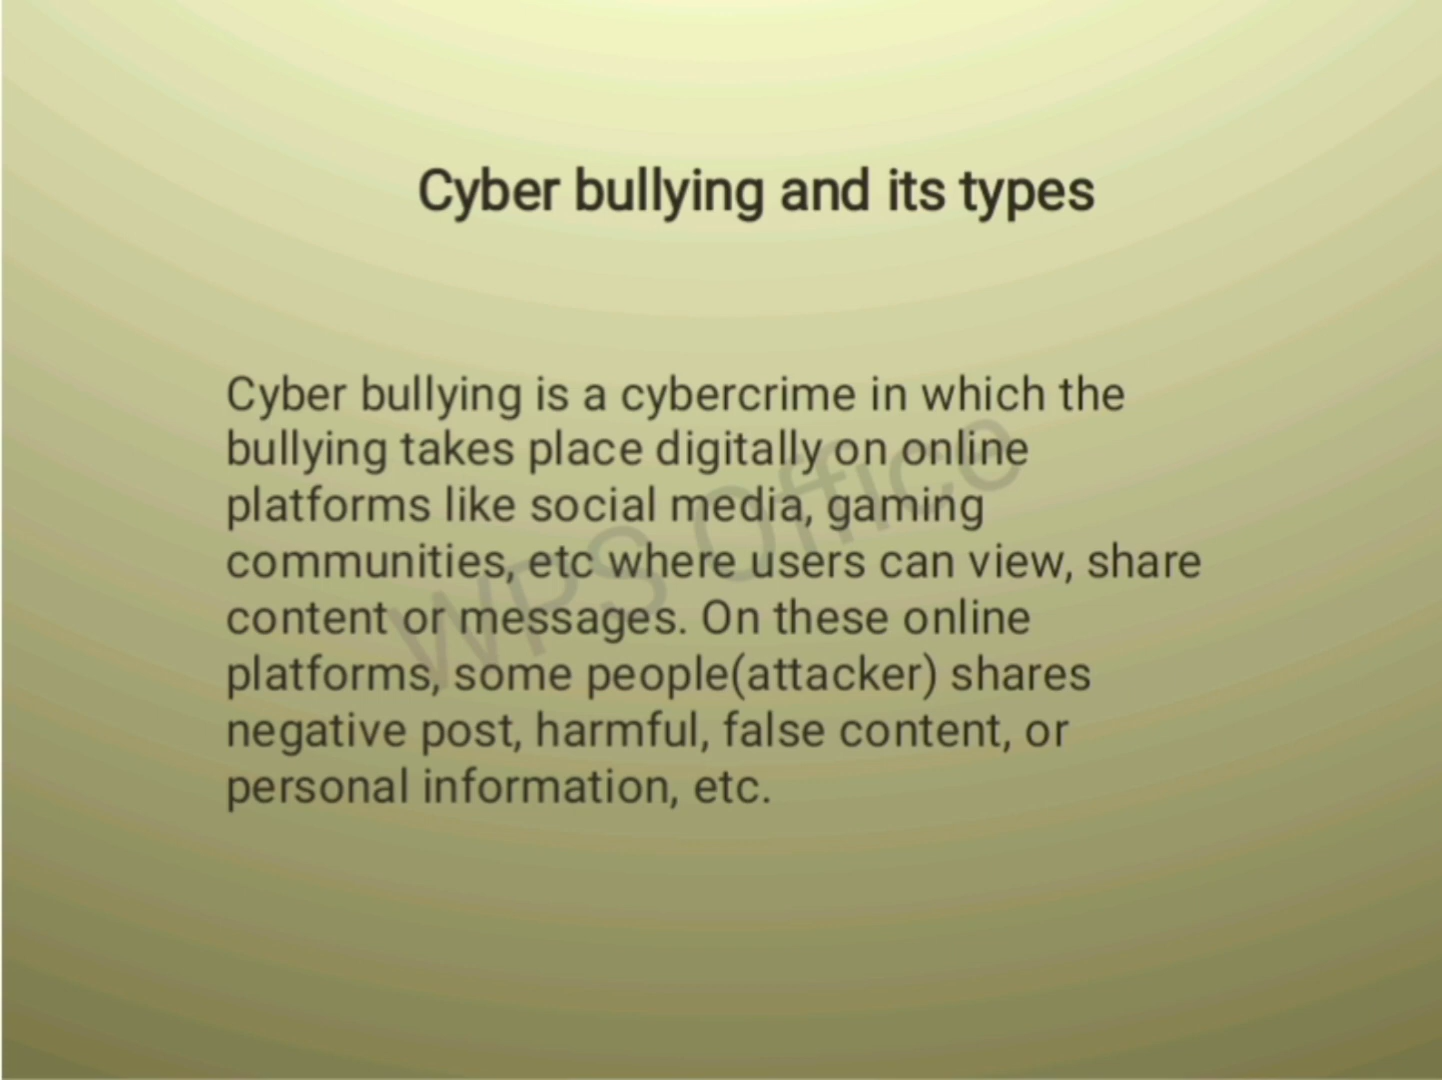 Cyber bullying and its types
Cyber bullying is a cybercrime in which the
bullying takes place digitally on online
platforms like social media, gaming
communities, etc where users can view, share
content or messages. On these online
platforms, some people(attacker) shares
negative post, harmful, false content, or
personal information, etc.
WPS Office